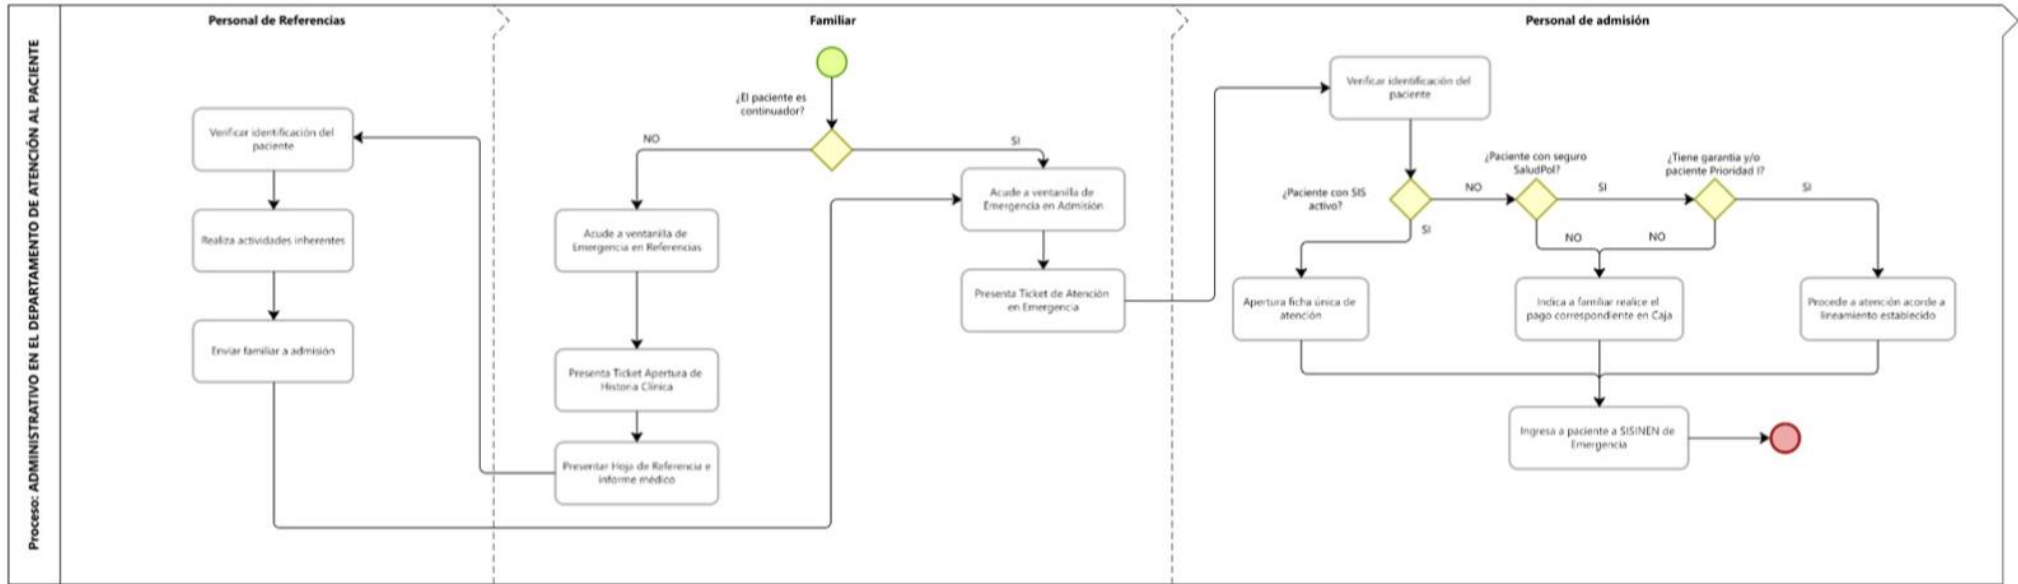 Proceso: ADMINISTRATIVO EN EL DEPARTAMENTO DE ATENCIÓN AL PACIENTE
Personal de Referencias
Verificar identificación del
paciente
Realiza actividades inherentes
Enviar familiar a admisión
Familiar
¿El paciente es
continuador?
NO
SI
Acude a ventanilla de
Emergencia en Referencias
Presenta Ticket Apertura de
Historia Clínica
Presentar Hoja de Referencia e
informe médico
Acude a ventanilla de
Emergencia en Admisión
Presenta Ticket de Atención
en Emergencia
Personal de admisión
Verificar identificación del
paciente
¿Paciente con SIS
activo?
NO
SI
¿Paciente con seguro
SaludPol?
SI
NO
¿Tiene garantia y/o
paciente Prioridad I?
SI
NO
Apertura ficha única de
atención
Indica a familiar realice el
pago correspondiente en Caja
Procede a atención acorde a
lineamiento establecido
Ingresa a paciente a SISINEN de
Emergencia